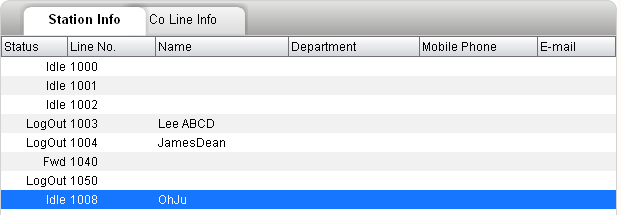 Station Info Co Line Info
Status Line No. Name Department Mobile Phone E-mail
Idle 1000
Idle 1001
Idle 1002
LogOut 1003 Lee ABCD
LogOut 1004 JamesDean
Fwd 1040
LogOut 1050
Idle 1008 OhJu